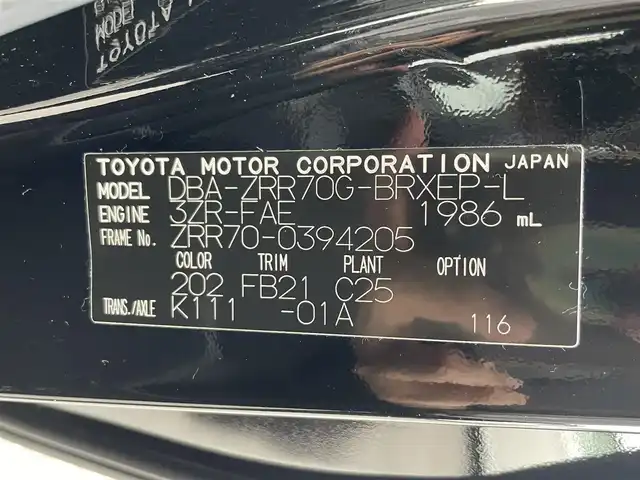 TOYOTA MOTOR CORPORATION JAPAN
MODEL DBA-ZRR70G-BRXEP-L
ENGINE 3ZR-FAE 1986 mL
FRAME No. ZRR70-0394205
COLOR TRIM PLANT OPTION
202 FB21 C25
TRANS./AXLE K111 -01A
116